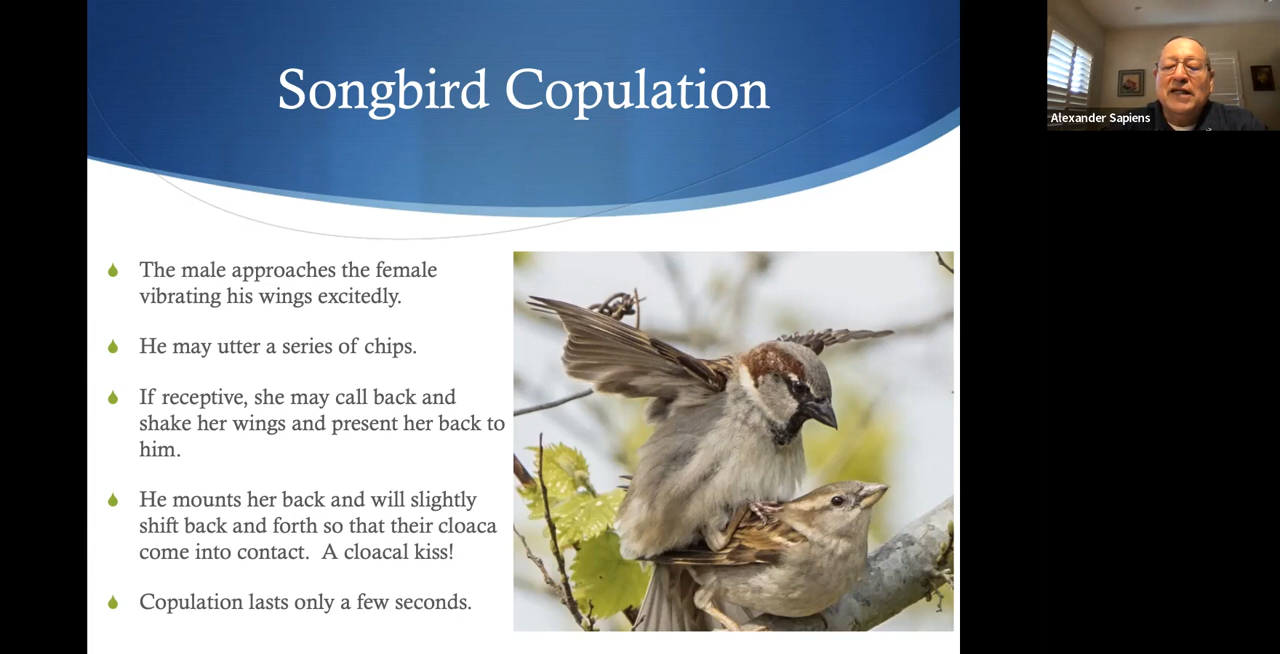 Songbird Copulation
Alexander Sapiens
The male approaches the female
vibrating his wings excitedly.
He may utter a series of chips.
If receptive, she may call back and
shake her wings and present her back to
him.
He mounts her back and will slightly
shift back and forth so that their cloaca
come into contact.  A cloacal kiss!
Copulation lasts only a few seconds.